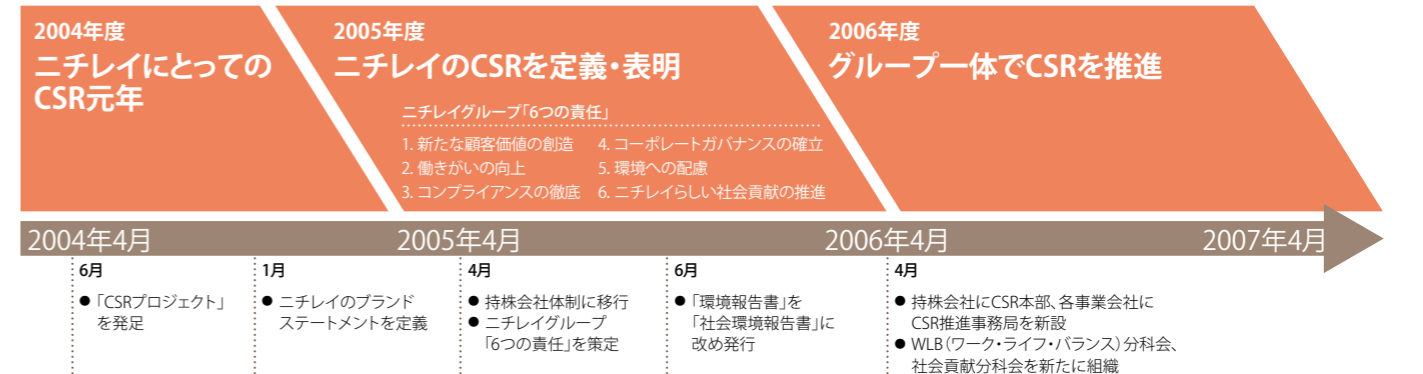 2004年度
ニチレイにとっての
CSR元年
2005年度
ニチレイのCSRを定義・表明
ニチレイグループ「6つの責任」
1. 新たな顧客価値の創造
2. 働きがいの向上
3. コンプライアンスの徹底
4. コーポレートガバナンスの確立
5. 環境への配慮
6. ニチレイらしい社会貢献の推進
2006年度
グループ一体でCSRを推進
2004年4月
2005年4月
2006年4月
2007年4月
6月
●「CSRプロジェクト」
を発足
1月
● ニチレイのブランド
ステートメントを定義
4月
● 持株会社体制に移行
● ニチレイグループ
「6つの責任」を策定
6月
●「環境報告書」を
「社会環境報告書」に
改め発行
4月
● 持株会社にCSR本部、各事業会社に
CSR推進事務局を新設
● WLB(ワーク・ライフ・バランス)分科会、
社会貢献分科会を新たに組織